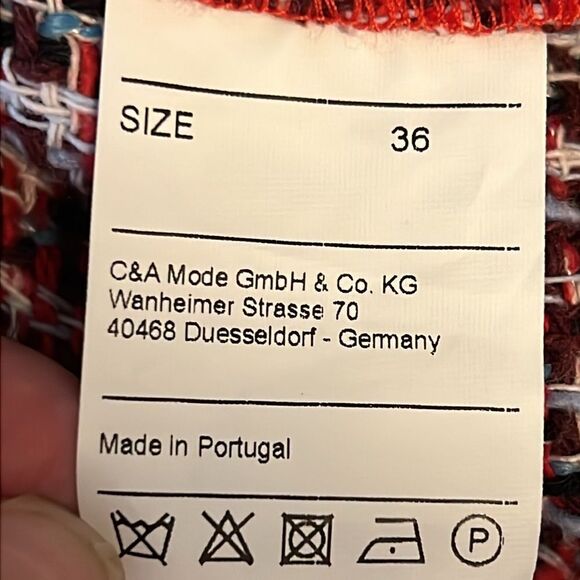 SIZE 36
C&A Mode GmbH & Co. KG
Wanheimer Strasse 70
40468 Duesseldorf - Germany
Made in Portugal
P